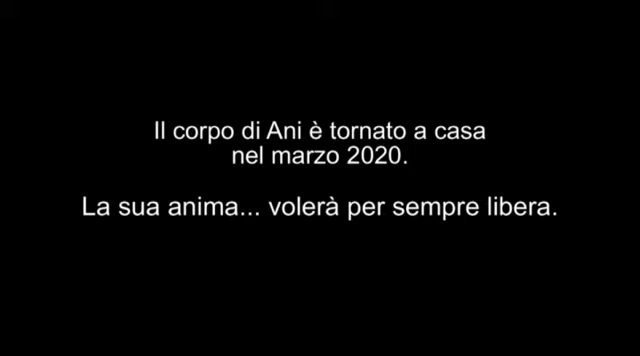 Il corpo di Ani è tornato a casa
nel marzo 2020.
La sua anima... volerà per sempre libera.